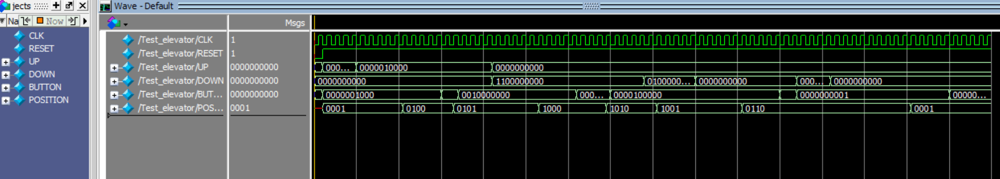 jects
Wave - Default
Na
Now
Msgs
CLK
RESET
UP
DOWN
BUTTON
POSITION
/Test_elevator/CLK 1
/Test_elevator/RESET 1
/Test_elevator/UP 0000000000 000... 0000010000 0000000000
/Test_elevator/DOWN 0000000000 0000000000 1100000000 0100000... 0000000000 000... 0000000000
/Test_elevator/BUT... 0000000000 0000001000 0010000000 000... 0000100000 0000000001 00000...
/Test_elevator/POS... 0001 0001 0100 0101 1000 1010 1001 0110 0001